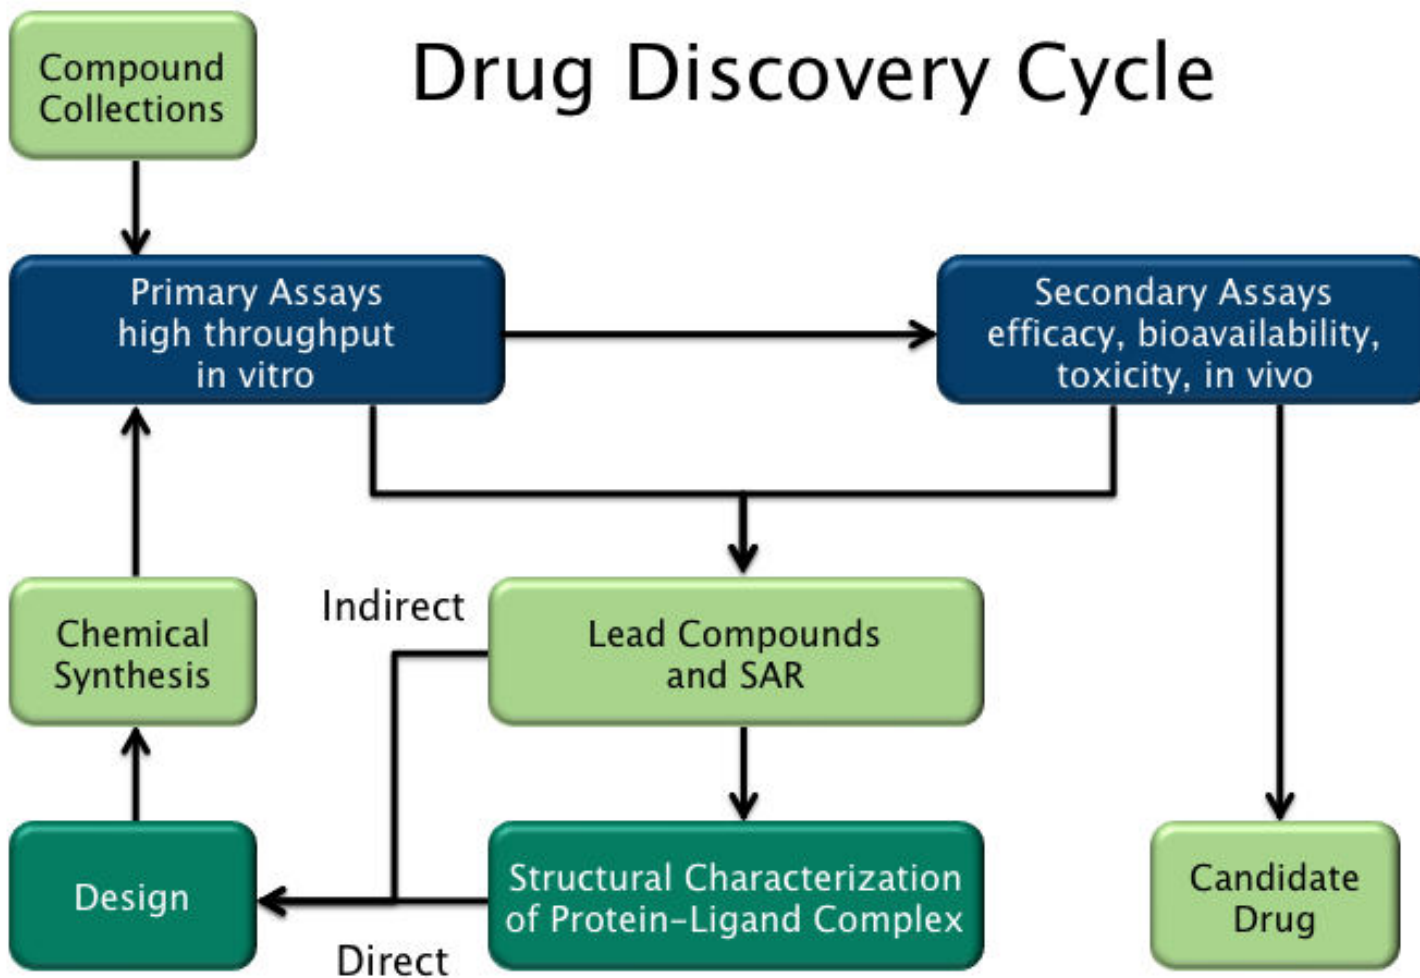 Drug Discovery Cycle
Compound
Collections
Primary Assays
high throughput
in vitro
Secondary Assays
efficacy, bioavailability,
toxicity, in vivo
Chemical
Synthesis
Indirect
Lead Compounds
and SAR
Design
Direct
Structural Characterization
of Protein-Ligand Complex
Candidate
Drug